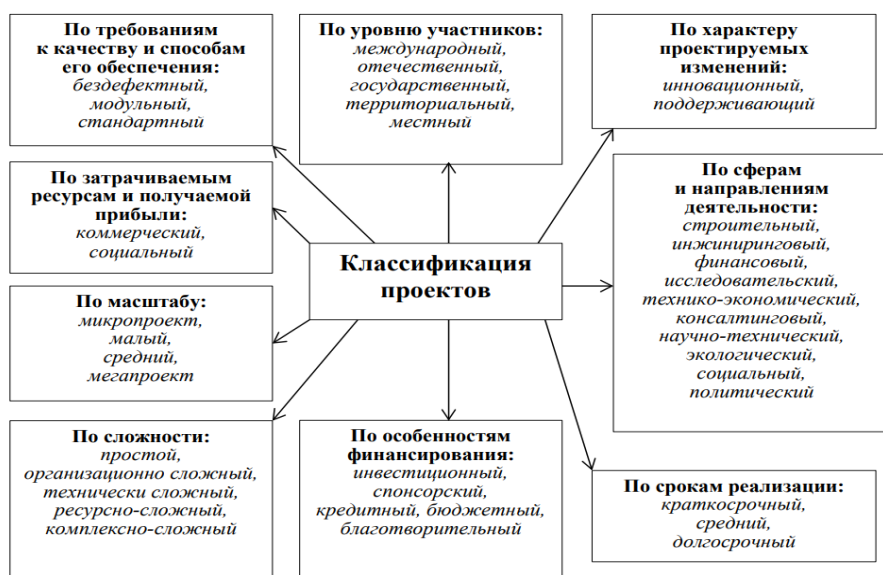 По требованиям
к качеству и способам
его обеспечения:
бездефектный,
модульный,
стандартный
По уровню участников:
международный,
отечественный,
государственный,
территориальный,
местный
По характеру
проектируемых
изменений:
инновационный,
поддерживающий
По затрачиваемым
ресурсам и получаемой
прибыли:
коммерческий,
социальный
Классификация
проектов
По сферам
и направлениям
деятельности:
строительный,
инжиниринговый,
финансовый,
исследовательский,
технико-экономический,
консалтинговый,
научно-технический,
экологический,
социальный,
политический
По масштабу:
микропроект,
малый,
средний,
мегапроект
По сложности:
простой,
организационно сложный,
технически сложный,
ресурсно-сложный,
комплексно-сложный
По особенностям
финансирования:
инвестиционный,
спонсорский,
кредитный, бюджетный,
благотворительный
По срокам реализации:
краткосрочный,
средний,
долгосрочный